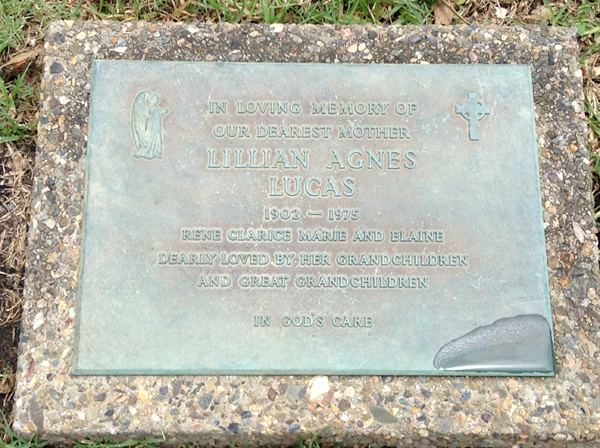 IN LOVING MEMORY OF
OUR DEAREST MOTHER
LILLIAN AGNES
LUCAS
1902 — 1975
RENE CLARICE MARIE AND ELAINE
DEARLY LOVED BY HER GRANDCHILDREN
AND GREAT GRANDCHILDREN
IN GOD'S CARE